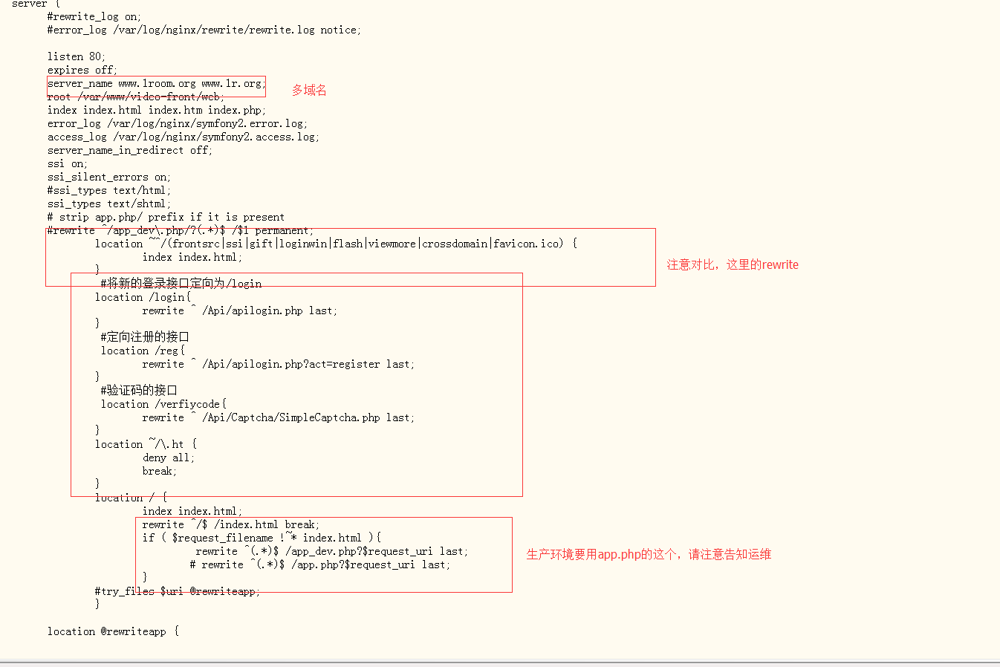 server {
#rewrite_log on;
#error_log /var/log/nginx/rewrite/rewrite.log notice;
listen 80;
expires off;
server_name www.1room.org www.1r.org;
多域名
root /var/www/video-front/web;
index index.html index.htm index.php;
error_log /var/log/nginx/symfony2.error.log;
access_log /var/log/nginx/symfony2.access.log;
server_name_in_redirect off;
ssi on;
ssi_silent_errors on;
#ssi_types text/html;
ssi_types text/shtml;
# strip app.php/ prefix if it is present
#rewrite ^/app_dev\.php/?(.*)$ /$1 permanent;
location ~^/(frontsrc|ssi|gift|loginwin|flash|viewmore|crossdomain|favicon.ico) {
index index.html;
注意对比，这里的rewrite
}
#将新的登录接口定向为/login
location /login{
rewrite ^ /Api/apilogin.php last;
}
#定向注册的接口
location /reg{
rewrite ^ /Api/apilogin.php?act=register last;
}
#验证码的接口
location /verfiycode{
rewrite ^ /Api/Captcha/SimpleCaptcha.php last;
}
location ~/\.ht {
deny all;
break;
}
location / {
index index.html;
rewrite ^/$ /index.html break;
if ( $request_filename !~* index.html ){
rewrite ^(.*)$ /app_dev.php?$request_uri last;
生产环境要用app.php的这个，请注意告知运维
# rewrite ^(.*)$ /app.php?$request_uri last;
}
#try_files $uri @rewriteapp;
}
location @rewriteapp {